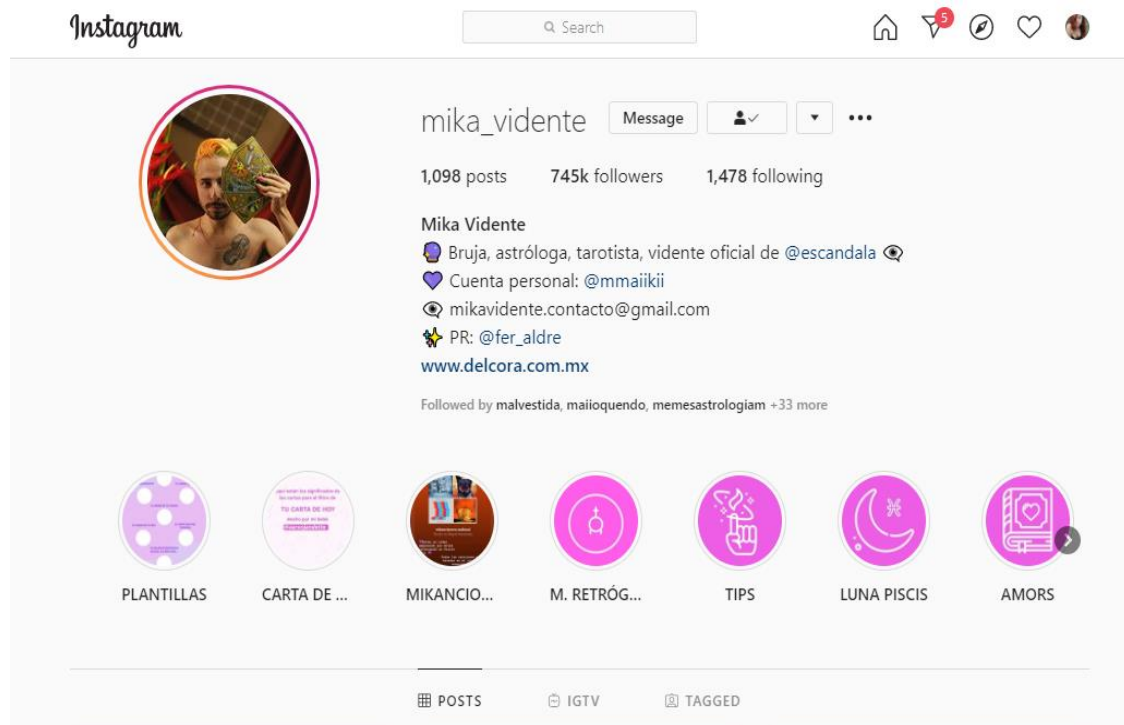 Instagram
Search
5
mika_vidente Message
1,098 posts 745k followers 1,478 following
Mika Vidente
Bruja, astróloga, tarotista, vidente oficial de @escandala
Cuenta personal: @mmaiikii
mikavidente.contacto@gmail.com
PR: @fer_aldre
www.delcora.com.mx
Followed by malvestida, maiioquendo, memesastrologiam +33 more
TU CARTA DE HOY
PLANTILLAS CARTA DE ... MIKANCIO... M. RETRÓG... TIPS LUNA PISCIS AMORS
POSTS IGTV TAGGED